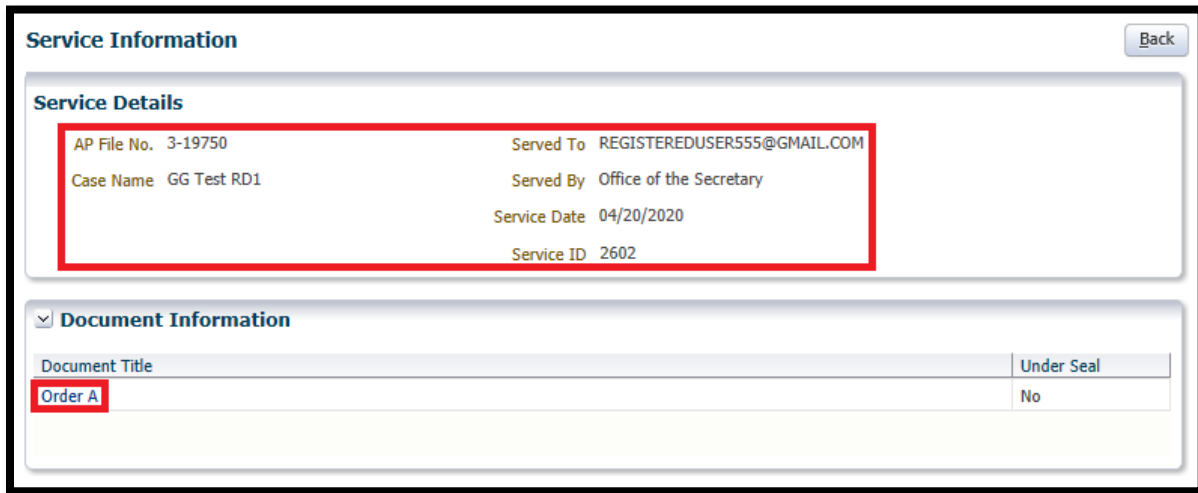 Service Information
Back
Service Details
AP File No. 3-19750 Served To REGISTEREDUSER555@GMAIL.COM
Case Name GG Test RD1 Served By Office of the Secretary
Service Date 04/20/2020
Service ID 2602
Document Information
Document Title Under Seal
Order A No